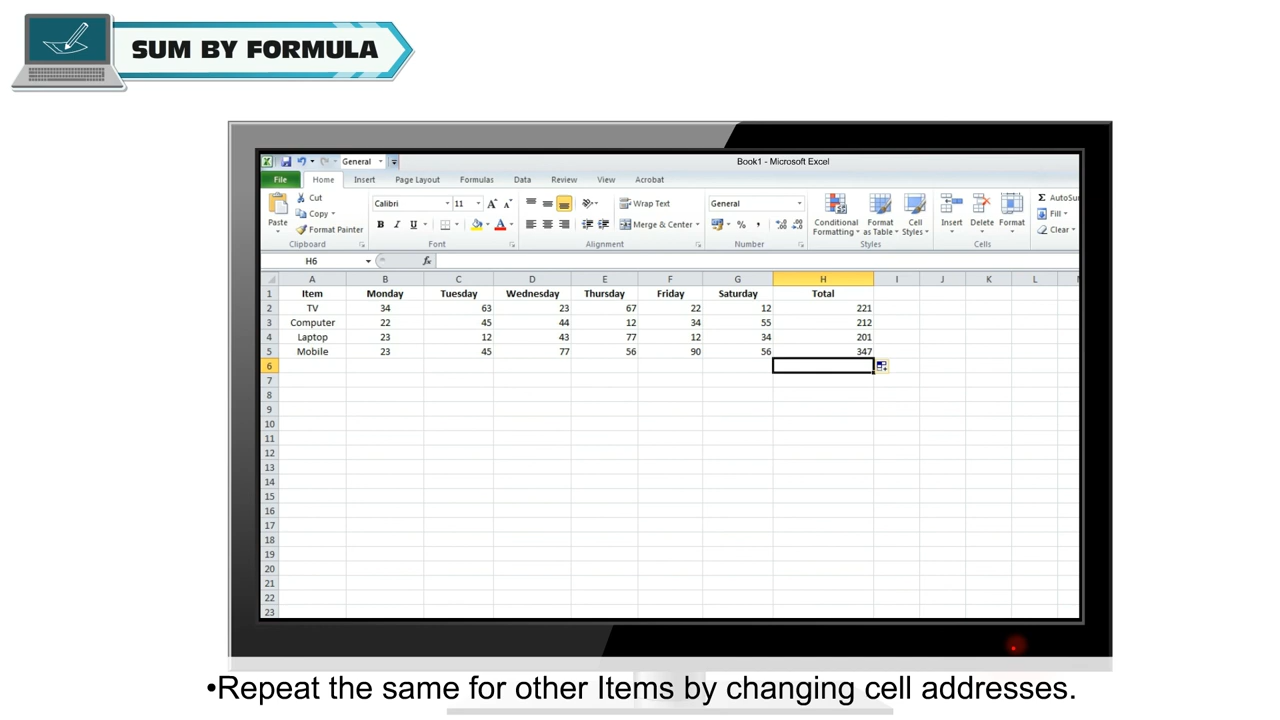 SUM BY FORMULA
General
Book1 - Microsoft Excel
File Home Insert Page Layout Formulas Data Review View Acrobat
Paste
Cut
Copy
Format Painter
Clipboard
Calibri 11
B I U
Font
Wrap Text
Merge & Center
Alignment
General
%
Number
Conditional Formatting
Format as Table
Cell Styles
Styles
Insert
Delete
Format
Cells
Σ AutoSu
Fill
Clear
H6 fx
A B C D E F G H I J K L
1 Item Monday Tuesday Wednesday Thursday Friday Saturday Total
2 TV 34 63 23 67 22 12 221
3 Computer 22 45 44 12 34 55 212
4 Laptop 23 12 43 77 12 34 201
5 Mobile 23 45 77 56 90 56 347
6
7
8
9
10
11
12
13
14
15
16
17
18
19
20
21
22
23
•Repeat the same for other Items by changing cell addresses.